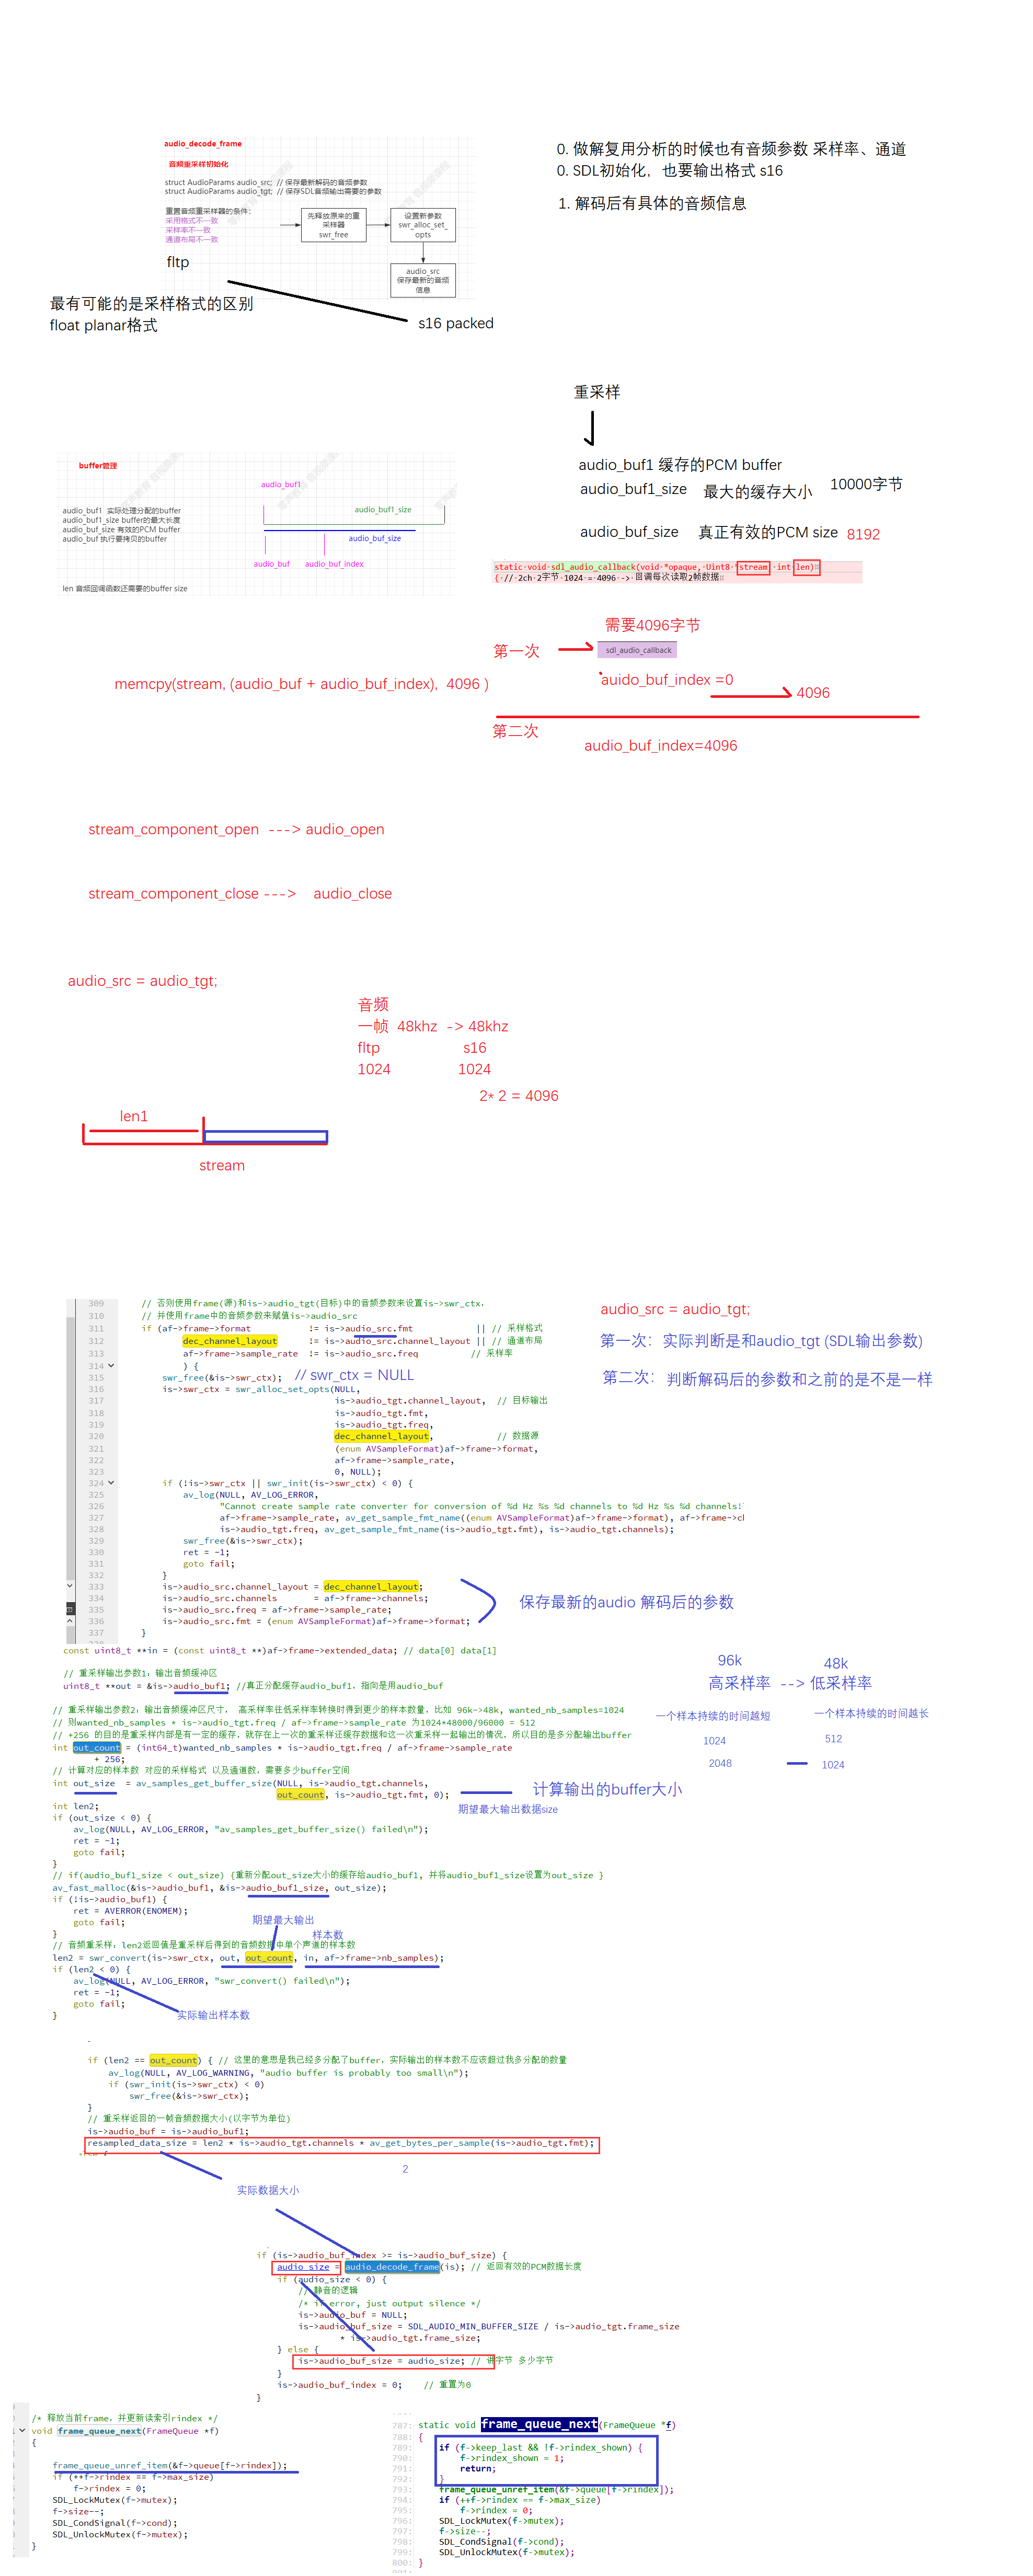 audio_decode_frame
音频重采样初始化
struct AudioParams audio_src; // 保存最新解码的音频参数
struct AudioParams audio_tgt; // 保存SDL音频输出需要的参数
重置音频重采样器的条件:
采用格式不一致
采样率不一致
通道布局不一致
先释放原来的重
采样器
swr_free
设置新参数
swr_alloc_set_
opts
audio_src
保存最新的音频
信息
fltp
最有可能的是采样格式的区别
float planar格式
s16 packed
0. 做解复用分析的时候也有音频参数 采样率、通道
0. SDL初始化，也要输出格式 s16
1. 解码后有具体的音频信息
重采样
audio_buf1 缓存的PCM buffer
audio_buf1_size 最大的缓存大小 10000字节
audio_buf_size 真正有效的PCM size 8192
buffer管理
audio_buf1
audio_buf1_size
audio_buf_size
audio_buf audio_buf_index
audio_buf1 实际处理分配的buffer
audio_buf1_size buffer的最大长度
audio_buf_size 有效的PCM buffer
audio_buf 执行要拷贝的buffer
len 音频回调函数还需要的buffer size
static void sdl_audio_callback(void *opaque, Uint8 *stream, int len)
{ // 2ch 2字节 1024 = 4096 -> 回调每次读取2帧数据
需要4096字节
第一次
sdl_audio_callback
auido_buf_index =0
4096
memcpy(stream, (audio_buf + audio_buf_index), 4096 )
第二次
audio_buf_index=4096
stream_component_open ---> audio_open
stream_component_close ---> audio_close
audio_src = audio_tgt;
音频
一帧 48khz -> 48khz
fltp s16
1024 1024
2* 2 = 4096
len1
stream
309 // 否则使用frame(源)和is->audio_tgt(目标)中的音频参数来设置is->swr_ctx,
310 // 并使用frame中的音频参数来赋值is->audio_src
311 if (af->frame->format != is->audio_src.fmt || // 采样格式
312 dec_channel_layout != is->audio_src.channel_layout || // 通道布局
313 af->frame->sample_rate != is->audio_src.freq // 采样率
314 ) {
315 swr_free(&is->swr_ctx); // swr_ctx = NULL
316 is->swr_ctx = swr_alloc_set_opts(NULL,
317 is->audio_tgt.channel_layout, // 目标输出
318 is->audio_tgt.fmt,
319 is->audio_tgt.freq,
320 dec_channel_layout, // 数据源
321 (enum AVSampleFormat)af->frame->format,
322 af->frame->sample_rate,
323 0, NULL);
324 if (!is->swr_ctx || swr_init(is->swr_ctx) < 0) {
325 av_log(NULL, AV_LOG_ERROR,
326 "Cannot create sample rate converter for conversion of %d Hz %s %d channels to %d Hz %s %d channels!
327 af->frame->sample_rate, av_get_sample_fmt_name((enum AVSampleFormat)af->frame->format), af->frame->cl
328 is->audio_tgt.freq, av_get_sample_fmt_name(is->audio_tgt.fmt), is->audio_tgt.channels);
329 swr_free(&is->swr_ctx);
330 ret = -1;
331 goto fail;
332 }
333 is->audio_src.channel_layout = dec_channel_layout;
334 is->audio_src.channels = af->frame->channels;
335 is->audio_src.freq = af->frame->sample_rate;
336 is->audio_src.fmt = (enum AVSampleFormat)af->frame->format;
337 }
audio_src = audio_tgt;
第一次：实际判断是和audio_tgt (SDL输出参数)
第二次：判断解码后的参数和之前的是不是一样
保存最新的audio 解码后的参数
const uint8_t **in = (const uint8_t **)af->frame->extended_data; // data[0] data[1]
// 重采样输出参数1：输出音频缓冲区
uint8_t **out = &is->audio_buf1; //真正分配缓存audio_buf1，指向是用audio_buf
// 重采样输出参数2：输出音频缓冲区尺寸， 高采样率往低采样率转换时得到更少的样本数量，比如 96k->48k, wanted_nb_samples=1024
// 则wanted_nb_samples * is->audio_tgt.freq / af->frame->sample_rate 为1024*48000/96000 = 512
// +256 的目的是重采样内部是有一定的缓存，就存在上一次的重采样还缓存数据和这一次重采样一起输出的情况，所以目的是多分配输出buffer
int out_count = (int64_t)wanted_nb_samples * is->audio_tgt.freq / af->frame->sample_rate
+ 256;
// 计算对应的样本数 对应的采样格式 以及通道数，需要多少buffer空间
int out_size = av_samples_get_buffer_size(NULL, is->audio_tgt.channels,
out_count, is->audio_tgt.fmt, 0);
计算输出的buffer大小
期望最大输出数据size
96k 48k
高采样率 --> 低采样率
一个样本持续的时间越短 一个样本持续的时间越长
1024 512
2048 1024
int len2;
if (out_size < 0) {
av_log(NULL, AV_LOG_ERROR, "av_samples_get_buffer_size() failed\n");
ret = -1;
goto fail;
}
// if(audio_buf1_size < out_size) {重新分配out_size大小的缓存给audio_buf1, 并将audio_buf1_size设置为out_size }
av_fast_malloc(&is->audio_buf1, &is->audio_buf1_size, out_size);
if (!is->audio_buf1) {
ret = AVERROR(ENOMEM);
goto fail;
}
期望最大输出
样本数
// 音频重采样：len2返回值是重采样后得到的音频数据中单个声道的样本数
len2 = swr_convert(is->swr_ctx, out, out_count, in, af->frame->nb_samples);
if (len2 < 0) {
av_log(NULL, AV_LOG_ERROR, "swr_convert() failed\n");
ret = -1;
goto fail;
}
实际输出样本数
if (len2 == out_count) { // 这里的意思是我已经多分配了buffer，实际输出的样本数不应该超过我多分配的数量
av_log(NULL, AV_LOG_WARNING, "audio buffer is probably too small\n");
if (swr_init(is->swr_ctx) < 0)
swr_free(&is->swr_ctx);
}
// 重采样返回的一帧音频数据大小(以字节为单位)
is->audio_buf = is->audio_buf1;
resampled_data_size = len2 * is->audio_tgt.channels * av_get_bytes_per_sample(is->audio_tgt.fmt);
2
实际数据大小
if (is->audio_buf_index >= is->audio_buf_size) {
audio_size = audio_decode_frame(is); // 返回有效的PCM数据长度
if (audio_size < 0) {
// 静音的逻辑
/* if error, just output silence */
is->audio_buf = NULL;
is->audio_buf_size = SDL_AUDIO_MIN_BUFFER_SIZE / is->audio_tgt.frame_size
* is->audio_tgt.frame_size;
} else {
is->audio_buf_size = audio_size; // 讲字节 多少字节
}
is->audio_buf_index = 0; // 重置为0
}
/* 释放当前frame，并更新读索引rindex */
void frame_queue_next(FrameQueue *f)
{
frame_queue_unref_item(&f->queue[f->rindex]);
if (++f->rindex == f->max_size)
f->rindex = 0;
SDL_LockMutex(f->mutex);
f->size--;
SDL_CondSignal(f->cond);
SDL_UnlockMutex(f->mutex);
}
787: static void frame_queue_next(FrameQueue *f)
788: {
789: if (f->keep_last && !f->rindex_shown) {
790: f->rindex_shown = 1;
791: return;
792: }
793: frame_queue_unref_item(&f->queue[f->rindex]);
794: if (++f->rindex == f->max_size)
795: f->rindex = 0;
796: SDL_LockMutex(f->mutex);
797: f->size--;
798: SDL_CondSignal(f->cond);
799: SDL_UnlockMutex(f->mutex);
800: }